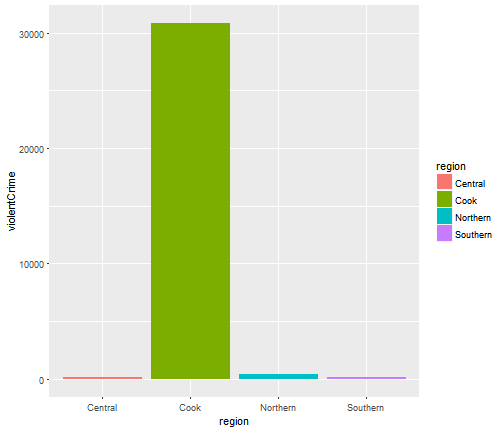 violentCrime
30000
20000
10000
0
Central
Cook
Northern
Southern
region
region
Central
Cook
Northern
Southern